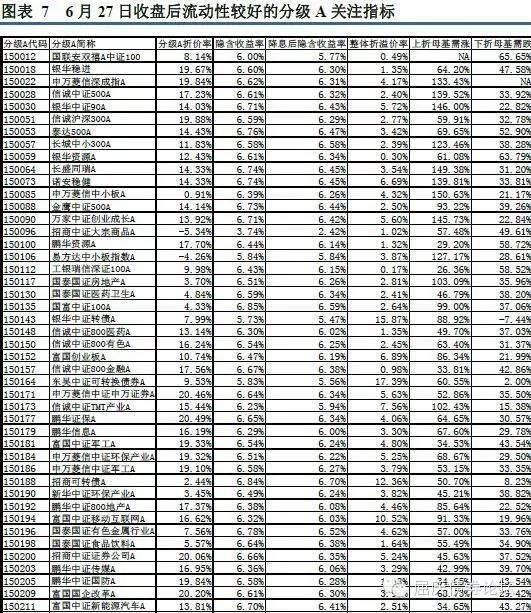 图表 7 6 月 27 日收盘后流动性较好的分级 A 关注指标
分级A代码 分级A简称 分级A折价率 隐含收益率 降息后隐含收益率 整体折溢价率 上折母基需涨 下折母基需跌
150012 国联安双禧A中证100 8.14% 6.00% 5.77% 0.49% NA 65.65%
150018 银华稳进 19.67% 6.60% 6.30% 1.35% 64.20% 47.58%
150022 申万菱信深成指A 19.84% 6.62% 6.31% 4.17% 133.43% NA
150028 信诚中证500A 17.23% 6.61% 6.32% 2.40% 139.52% 33.92%
150030 银华中证90A 14.03% 6.71% 6.43% 5.72% 146.00% 22.82%
150051 信诚沪深300A 19.88% 6.59% 6.29% 2.77% 59.91% 32.78%
150053 泰达500A 14.43% 6.76% 6.47% 3.42% 69.65% 52.90%
150057 长城中小300A 11.83% 6.58% 6.58% 2.39% 123.46% 38.28%
150059 银华资源A 12.43% 6.61% 6.34% 0.30% 61.08% 63.79%
150064 长盛同瑞A 14.33% 6.74% 6.45% 3.54% 149.38% 31.20%
150073 诺安稳健 14.33% 6.74% 6.45% 6.69% 139.81% 33.81%
150085 申万菱信中小板A 0.91% 6.39% 6.26% 4.32% 150.63% 21.17%
150088 金鹰中证500A 14.14% 6.73% 6.44% 2.50% 93.22% 39.26%
150090 万家中证创业成长A 13.92% 6.71% 6.42% 5.60% 145.73% 22.84%
150096 招商中证大宗商品A -5.34% 3.74% 2.42% 1.02% 57.48% 49.61%
150100 鹏华资源A 17.70% 6.44% 6.14% 1.32% 29.20% 58.72%
150106 易方达中小板指数A -4.26% 5.84% 5.84% 3.87% 127.17% 28.61%
150112 工银瑞信深证100A 9.98% 6.43% 6.15% 0.17% 26.36% 58.52%
150117 国泰国证房地产A 3.70% 6.51% 6.26% 2.81% 103.09% 35.96%
150130 国泰国证医药卫生A 4.84% 6.59% 6.34% 2.41% 46.79% 38.20%
150135 国富中证100A 4.33% 6.85% 6.59% 2.64% 99.00% 37.06%
150143 银华中证转债A 7.99% 5.73% 5.47% 15.87% 88.92% -7.44%
150148 信诚中证800医药A 13.14% 6.30% 6.02% 1.35% 49.70% 37.03%
150150 信诚中证800有色A 16.24% 6.54% 6.25% 2.45% 63.40% 31.37%
150152 富国创业板A 10.74% 6.47% 6.19% 6.89% 86.34% 21.99%
150157 信诚中证800金融A 17.56% 6.67% 6.38% 0.98% 33.81% 42.86%
150164 东吴中证可转换债券A 9.53% 5.83% 5.56% 17.39% 60.55% 2.00%
150171 申万菱信中证申万证券A 20.46% 6.64% 6.34% 5.63% 52.86% 35.50%
150173 信诚中证TMT产业A 15.44% 6.23% 5.94% 7.56% 102.43% 15.38%
150177 鹏华证保A 20.49% 6.65% 6.34% 4.06% 64.65% 30.57%
150179 鹏华信息A 16.19% 6.29% 6.00% 3.30% 67.60% 29.78%
150181 富国中证军工A 19.33% 6.54% 6.24% 4.80% 34.53% 43.54%
150184 申万菱信中证环保产业A 19.32% 6.51% 6.22% 5.25% 68.67% 29.50%
150186 申万菱信中证军工A 19.10% 6.58% 6.27% 3.79% 53.15% 33.35%
150188 招商可转债A 2.44% 6.84% 6.70% 12.36% 50.70% 8.23%
150190 新华中证环保产业A 3.45% 6.49% 6.24% 3.82% 45.21% 38.82%
150192 鹏华中证800地产A 17.37% 6.38% 6.08% 4.46% 85.64% 22.52%
150194 富国中证移动互联网A 16.62% 6.32% 6.03% 10.52% 91.33% 19.96%
150196 国泰国证有色金属行业A 7.56% 6.78% 6.52% 4.62% 57.00% 33.76%
150198 国泰国证食品饮料A 5.57% 6.64% 6.38% 1.64% 55.49% 34.90%
150200 招商中证证券公司A 20.06% 6.66% 6.35% 5.24% 45.63% 37.52%
150203 鹏华中证传媒A 16.95% 6.36% 6.06% 3.29% 42.99% 39.70%
150205 鹏华中证国防A 19.84% 6.58% 6.28%
150209 富国国企改革A 20.20% 6.61% 6.30%
150211 富国中证新能源汽车A 13.81% 6.70% 6.41% 2.51% 34.65%